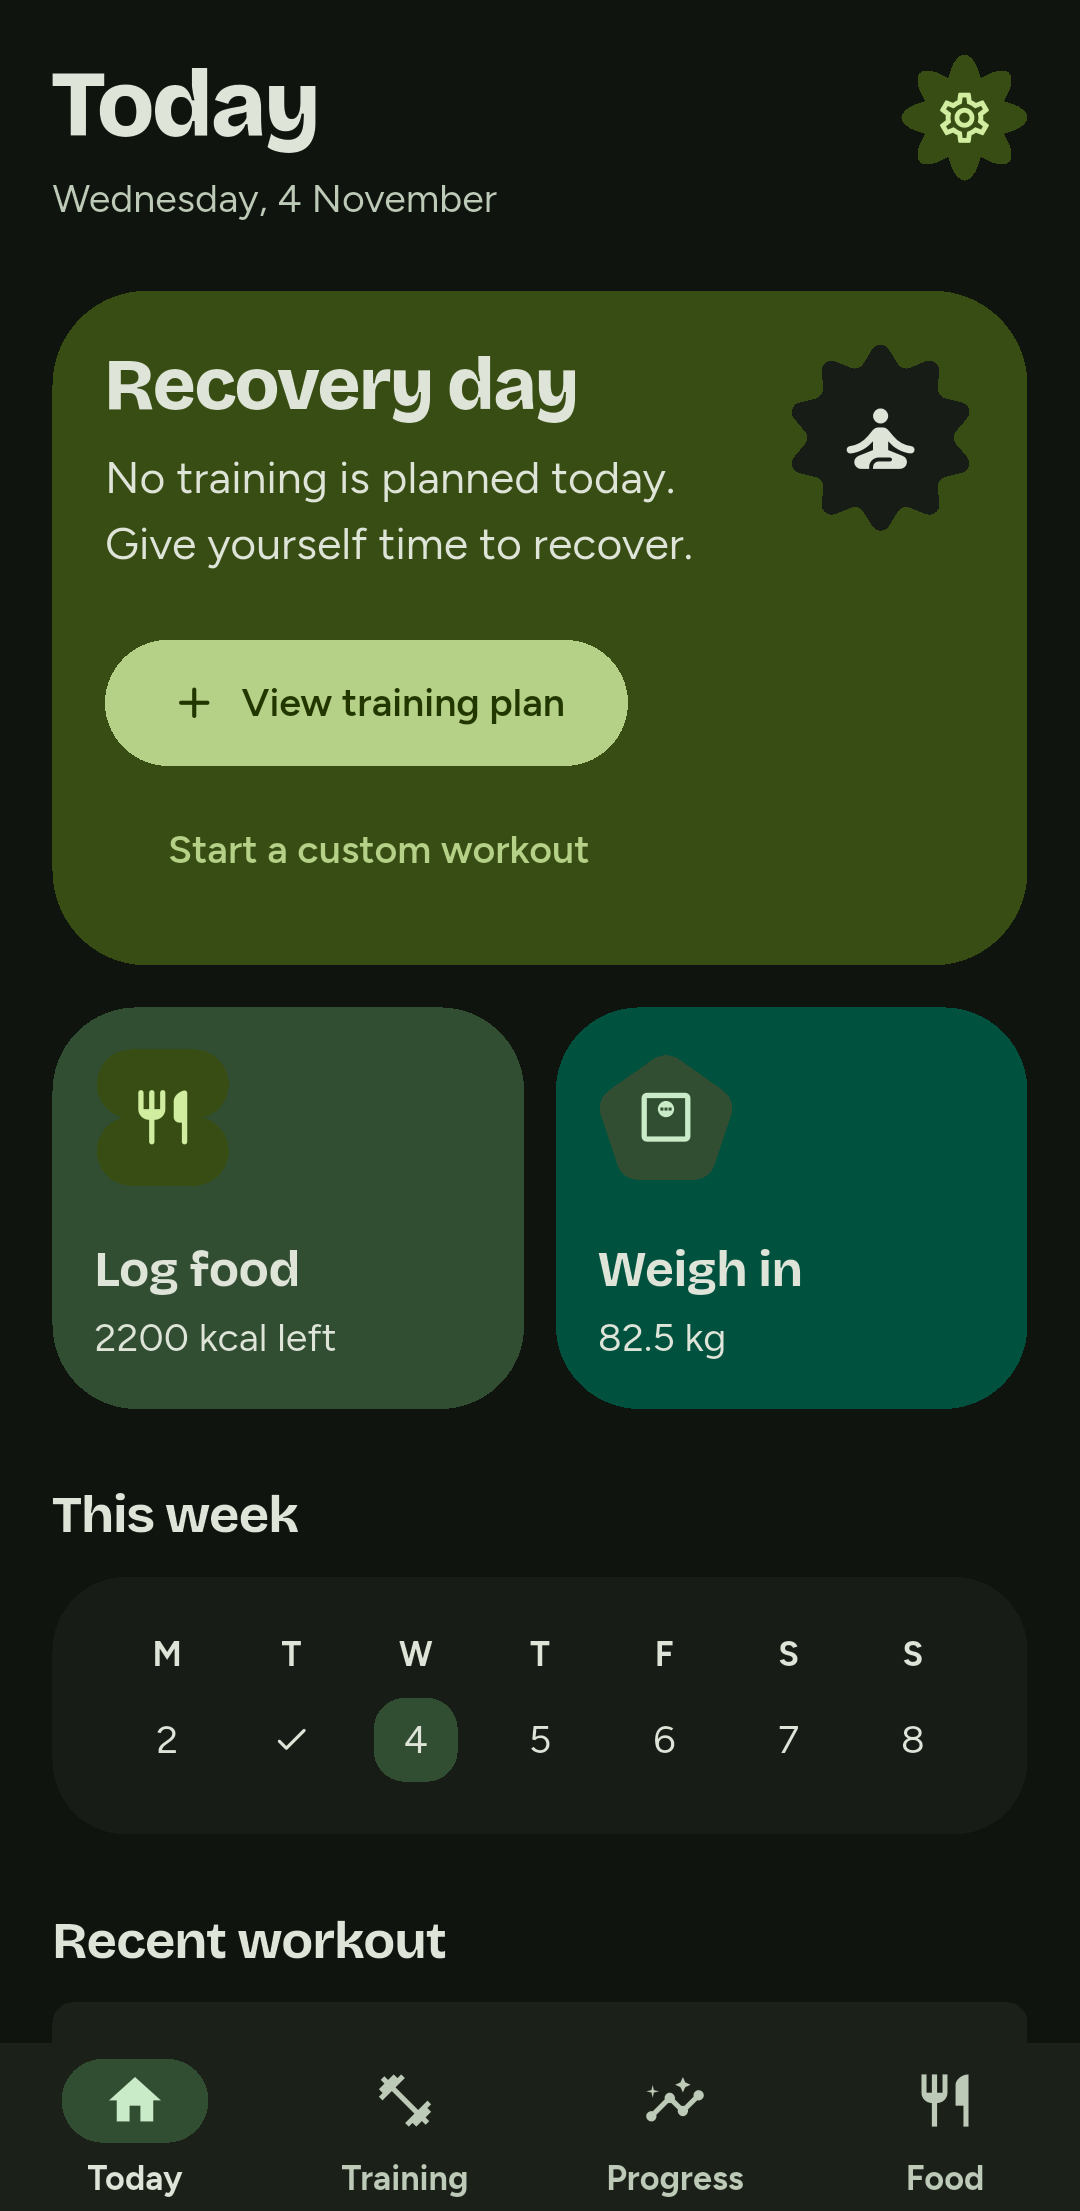 Today
Wednesday, 4 November
Recovery day
No training is planned today.
Give yourself time to recover.
View training plan
Start a custom workout
Log food
2200 kcal left
Weigh in
82.5 kg
This week
M T W T F S S
2 4 5 6 7 8
Recent workout
Today Training Progress Food